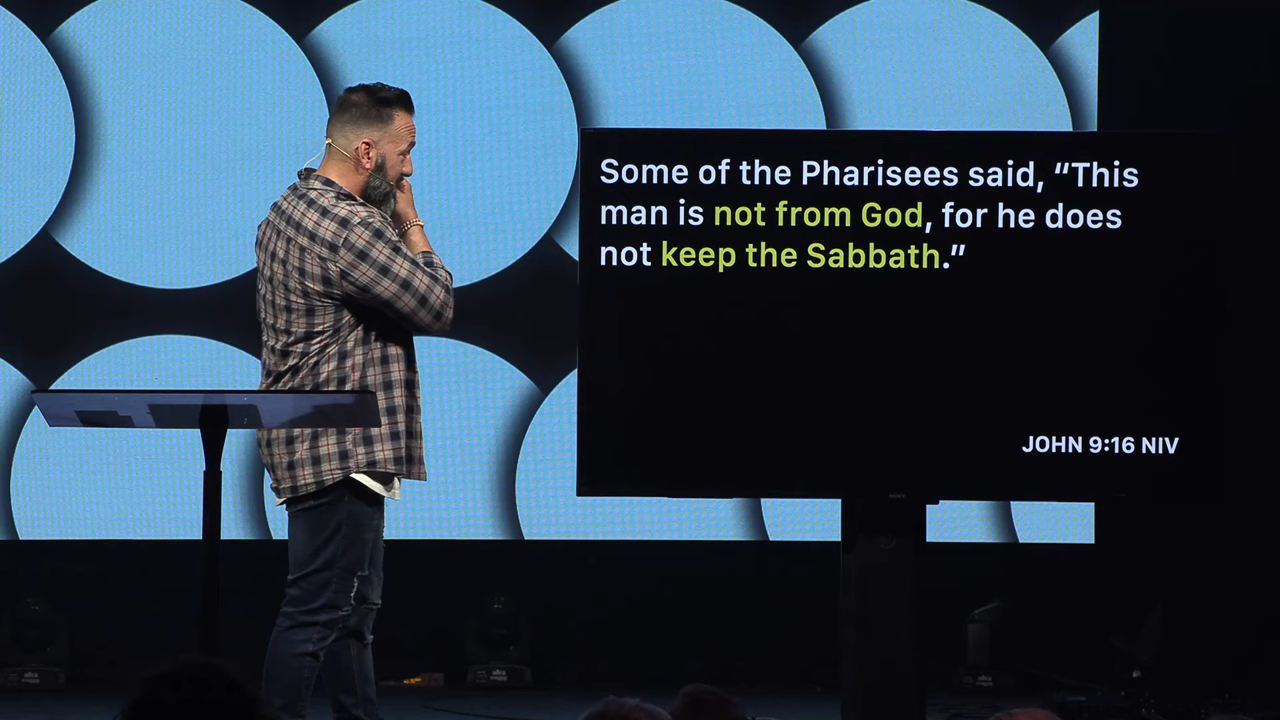 Some of the Pharisees said, “This
man is not from God, for he does
not keep the Sabbath.”
JOHN 9:16 NIV